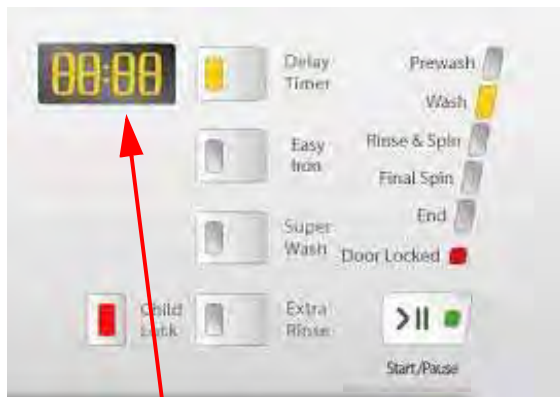 88:88
Delay
Timer
Easy
Iron
Super
Wash
Extra
Rinse
Child
Lock
Prewash
Wash
Rinse & Spin
Final Spin
End
Door Locked
Start/Pause